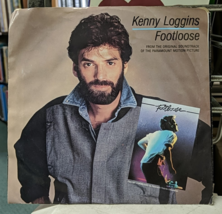 Kenny Loggins
Footloose
FROM THE ORIGINAL SOUNDTRACK
OF THE PARAMOUNT MOTION PICTURE
Footloose